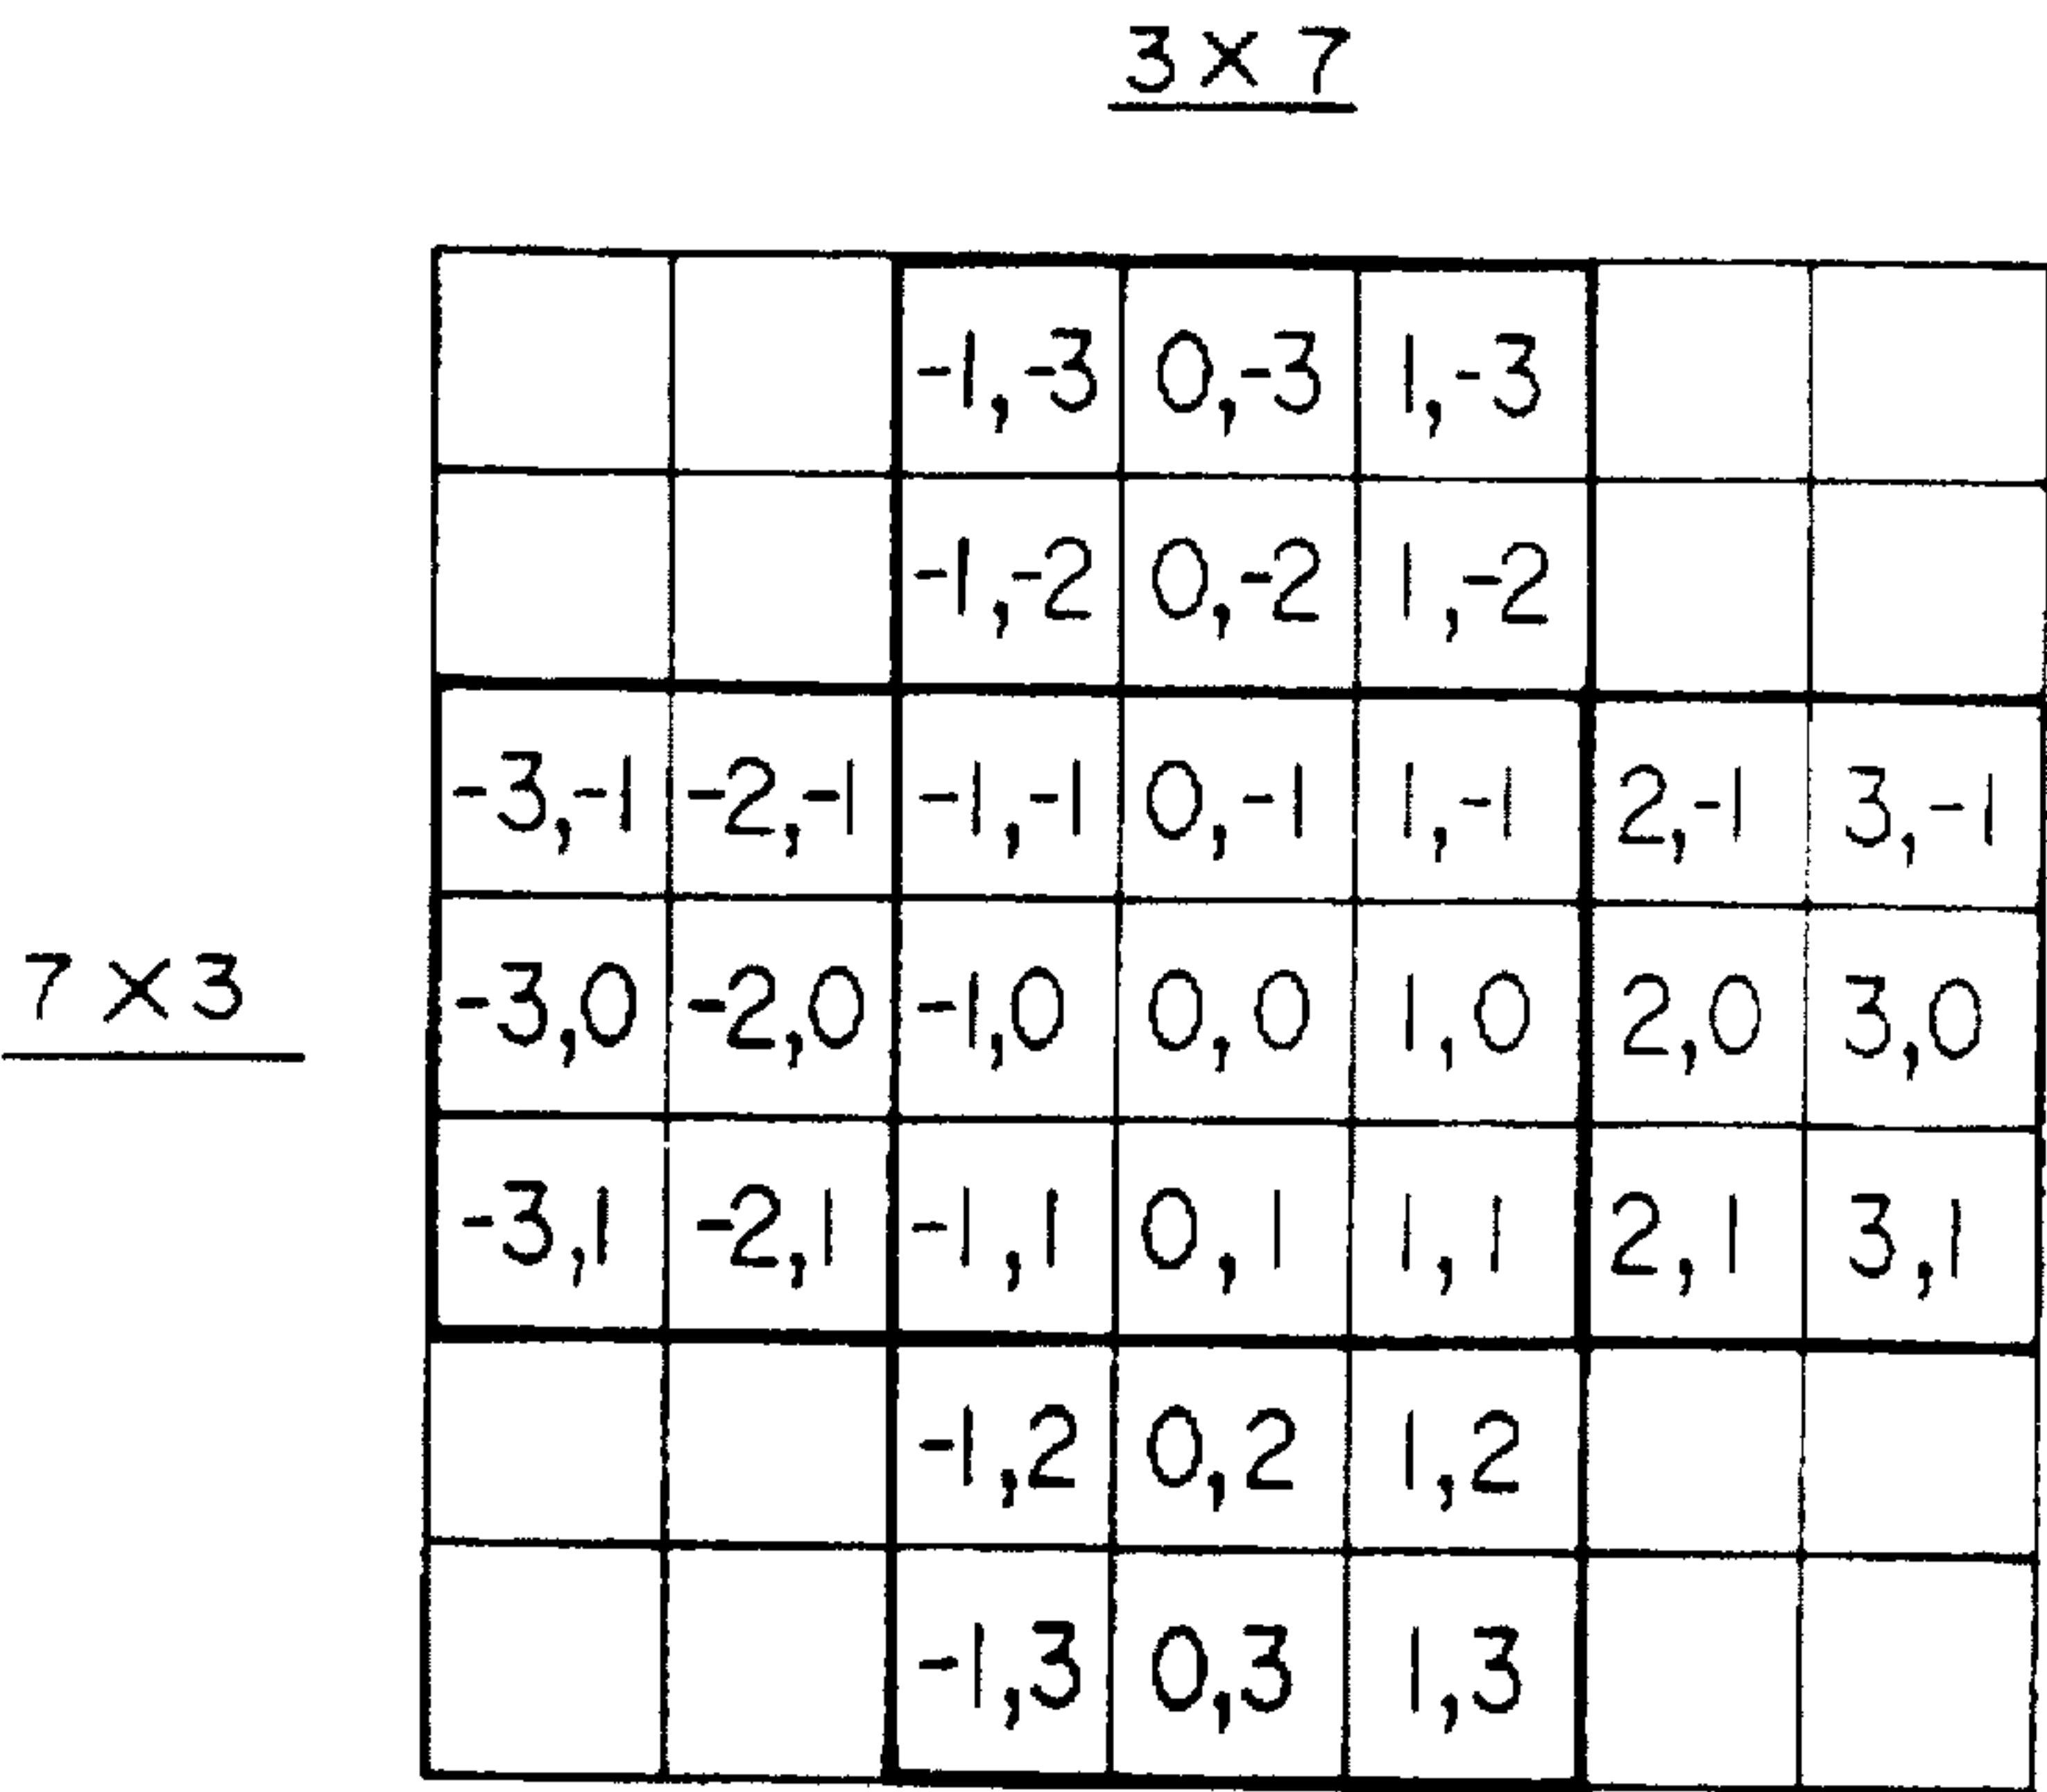 3 X 7
-1,-3 0,-3 1,-3
-1,-2 0,-2 1,-2
-3,-1 -2,-1 -1,-1 0,-1 1,-1 2,-1 3,-1
7 X 3
-3,0 -2,0 -1,0 0,0 1,0 2,0 3,0
-3,1 -2,1 -1,1 0,1 1,1 2,1 3,1
-1,2 0,2 1,2
-1,3 0,3 1,3